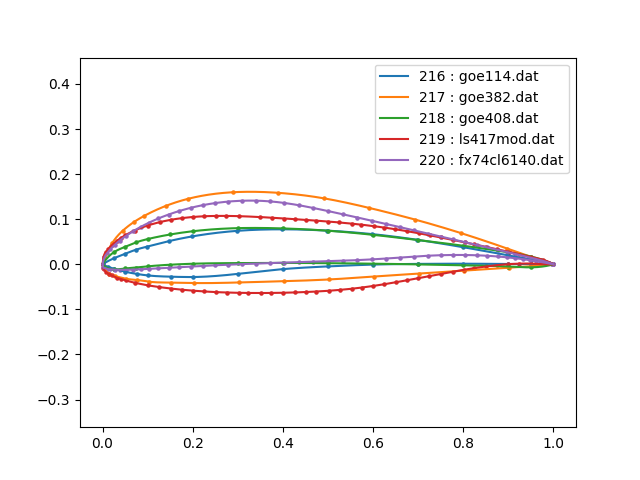 216 : goe114.dat
217 : goe382.dat
218 : goe408.dat
219 : ls417mod.dat
220 : fx74cl6140.dat
0.4
0.3
0.2
0.1
0.0
−0.1
−0.2
−0.3
0.0 0.2 0.4 0.6 0.8 1.0